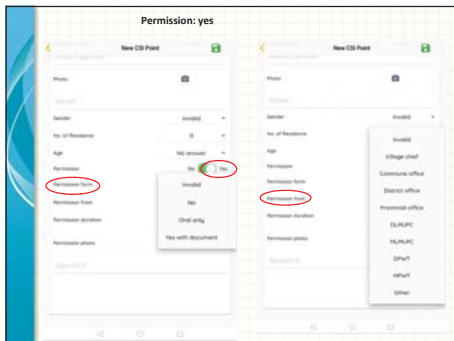 Permission: yes
New CSI Point
Photo
Gender
Invalid
No. of Residence
0
Age
No answer
Permission
No
Yes
Permission form
Invalid
Permission from
No
Permission duration
Oral only
Permission photo
Yes with document
New CSI Point
Photo
Gender
Invalid
No. of Residence
Invalid
Age
Village chief
Permission
Commune office
Permission form
District office
Permission from
Provincial office
Permission duration
DLMUPC
Permission photo
DPWT
MPWT
Other